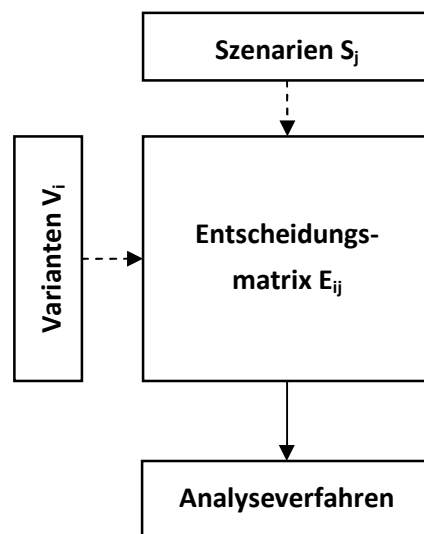 Szenarien Sj
Varianten Vi
Entscheidungs-
matrix Eij
Analyseverfahren